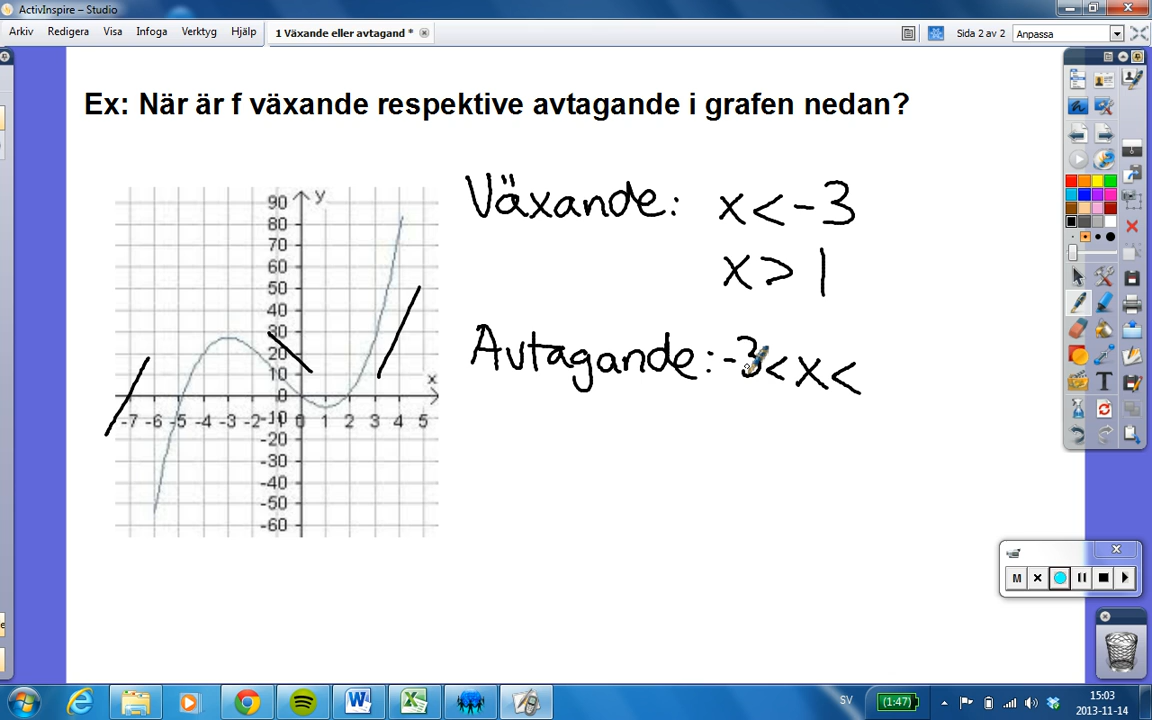 ActivInspire – Studio
Arkiv Redigera Visa Infoga Verktyg Hjälp
1 Växande eller avtagand *
Sida 2 av 2
Anpassa
Ex: När är f växande respektive avtagande i grafen nedan?
y
90
80
70
60
50
40
30
20
10
0
x
-7 -6 -5 -4 -3 -2 -1 0 1 2 3 4 5
-10
-20
-30
-40
-50
-60
Växande: x < -3
x > 1
Avtagande: -3 < x <
M
SV
(1:47)
15:03
2013-11-14